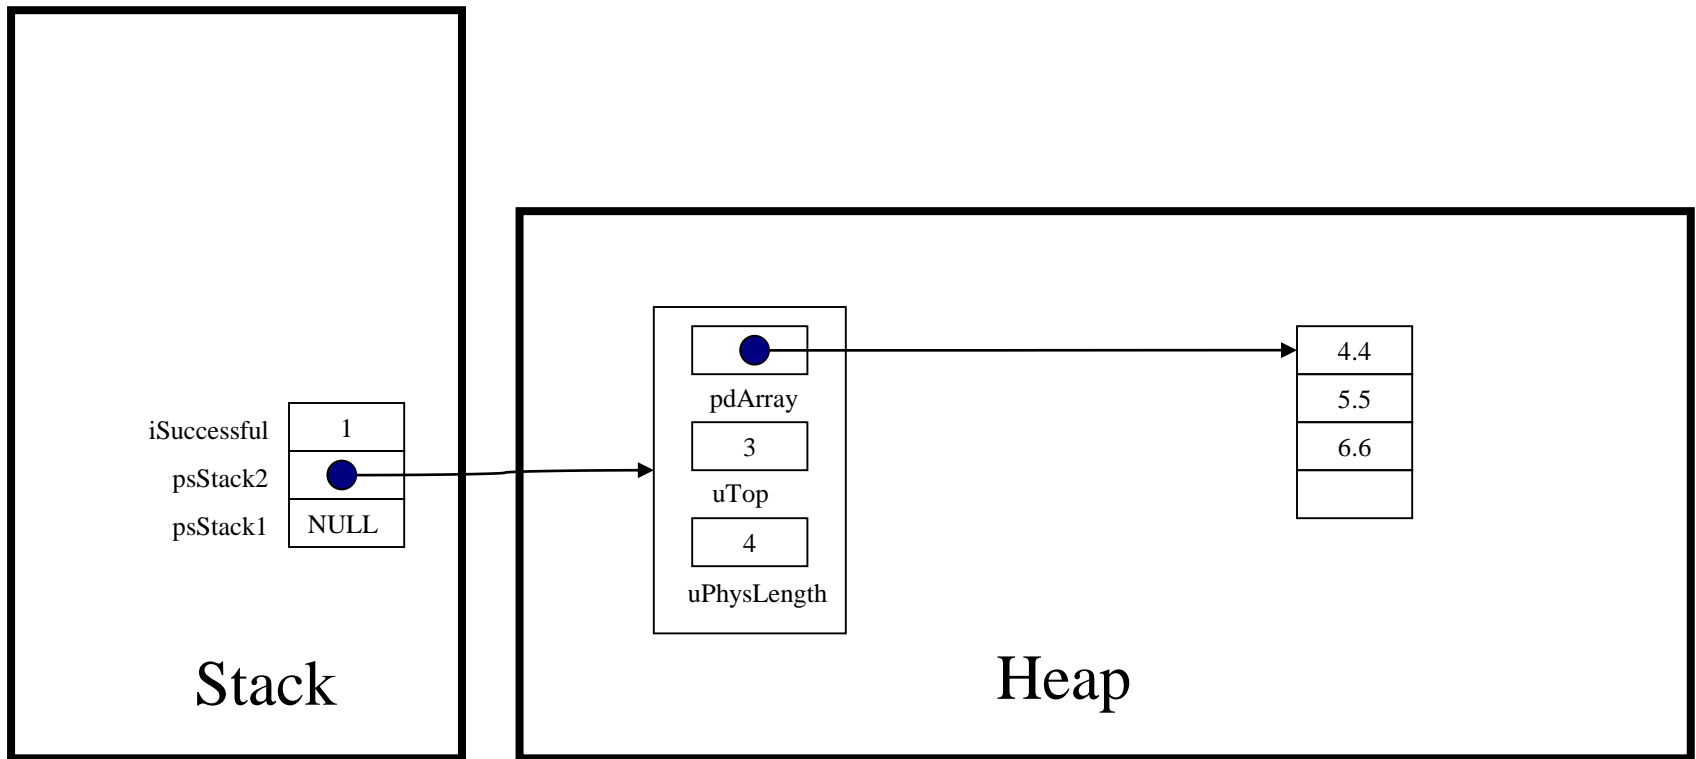 iSuccessful 1
psStack2
psStack1 NULL
Stack
pdArray
3
uTop
4
uPhysLength
4.4
5.5
6.6
Heap